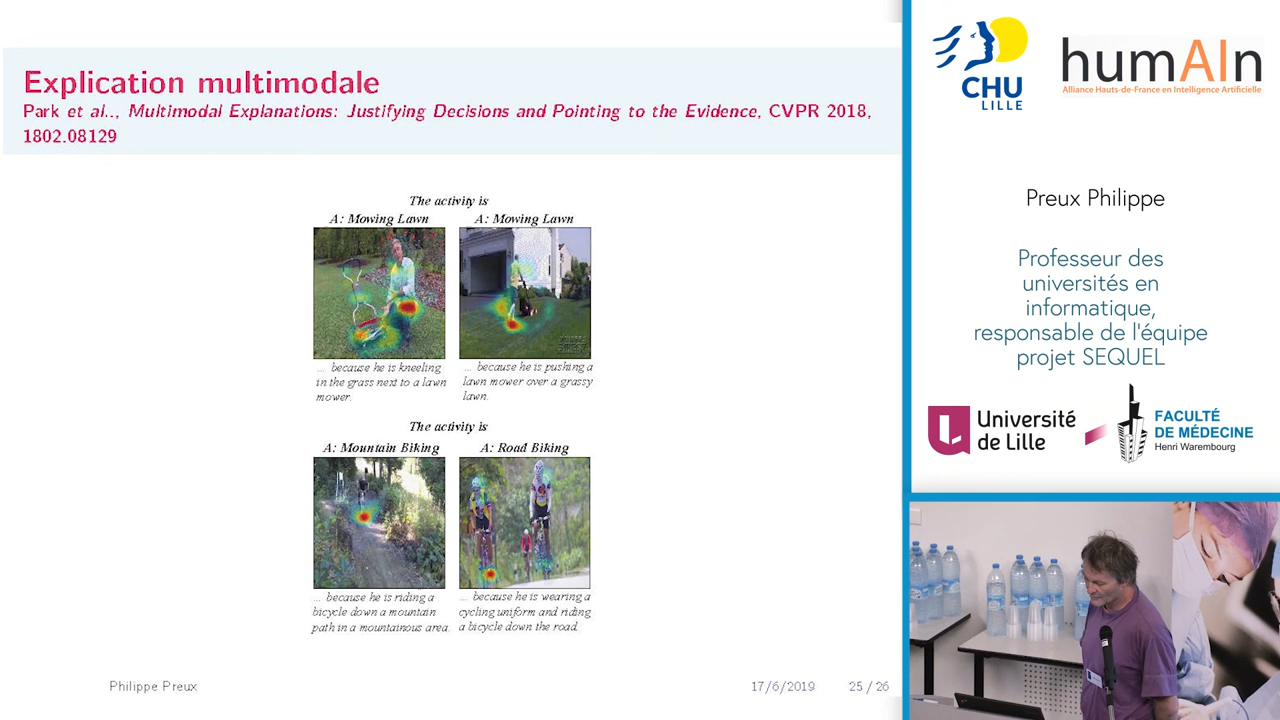 Explication multimodale
Park et al.., Multimodal Explanations: Justifying Decisions and Pointing to the Evidence, CVPR 2018,
1802.08129
The activity is
A: Mowing Lawn
A: Mowing Lawn
... because he is kneeling
in the grass next to a lawn
mower.
... because he is pushing a
lawn mower over a grassy
lawn.
The activity is
A: Mountain Biking
A: Road Biking
... because he is riding a
bicycle down a mountain
path in a mountainous area.
... because he is wearing a
cycling uniform and riding
a bicycle down the road.
Philippe Preux
17/6/2019
25 / 26
CHU
LILLE
humAIn
Alliance Hauts-de-France en Intelligence Artificielle
Preux Philippe
Professeur des
universités en
informatique,
responsable de l'équipe
projet SEQUEL
Université
de Lille
FACULTÉ
DE MÉDECINE
Henri Warembourg